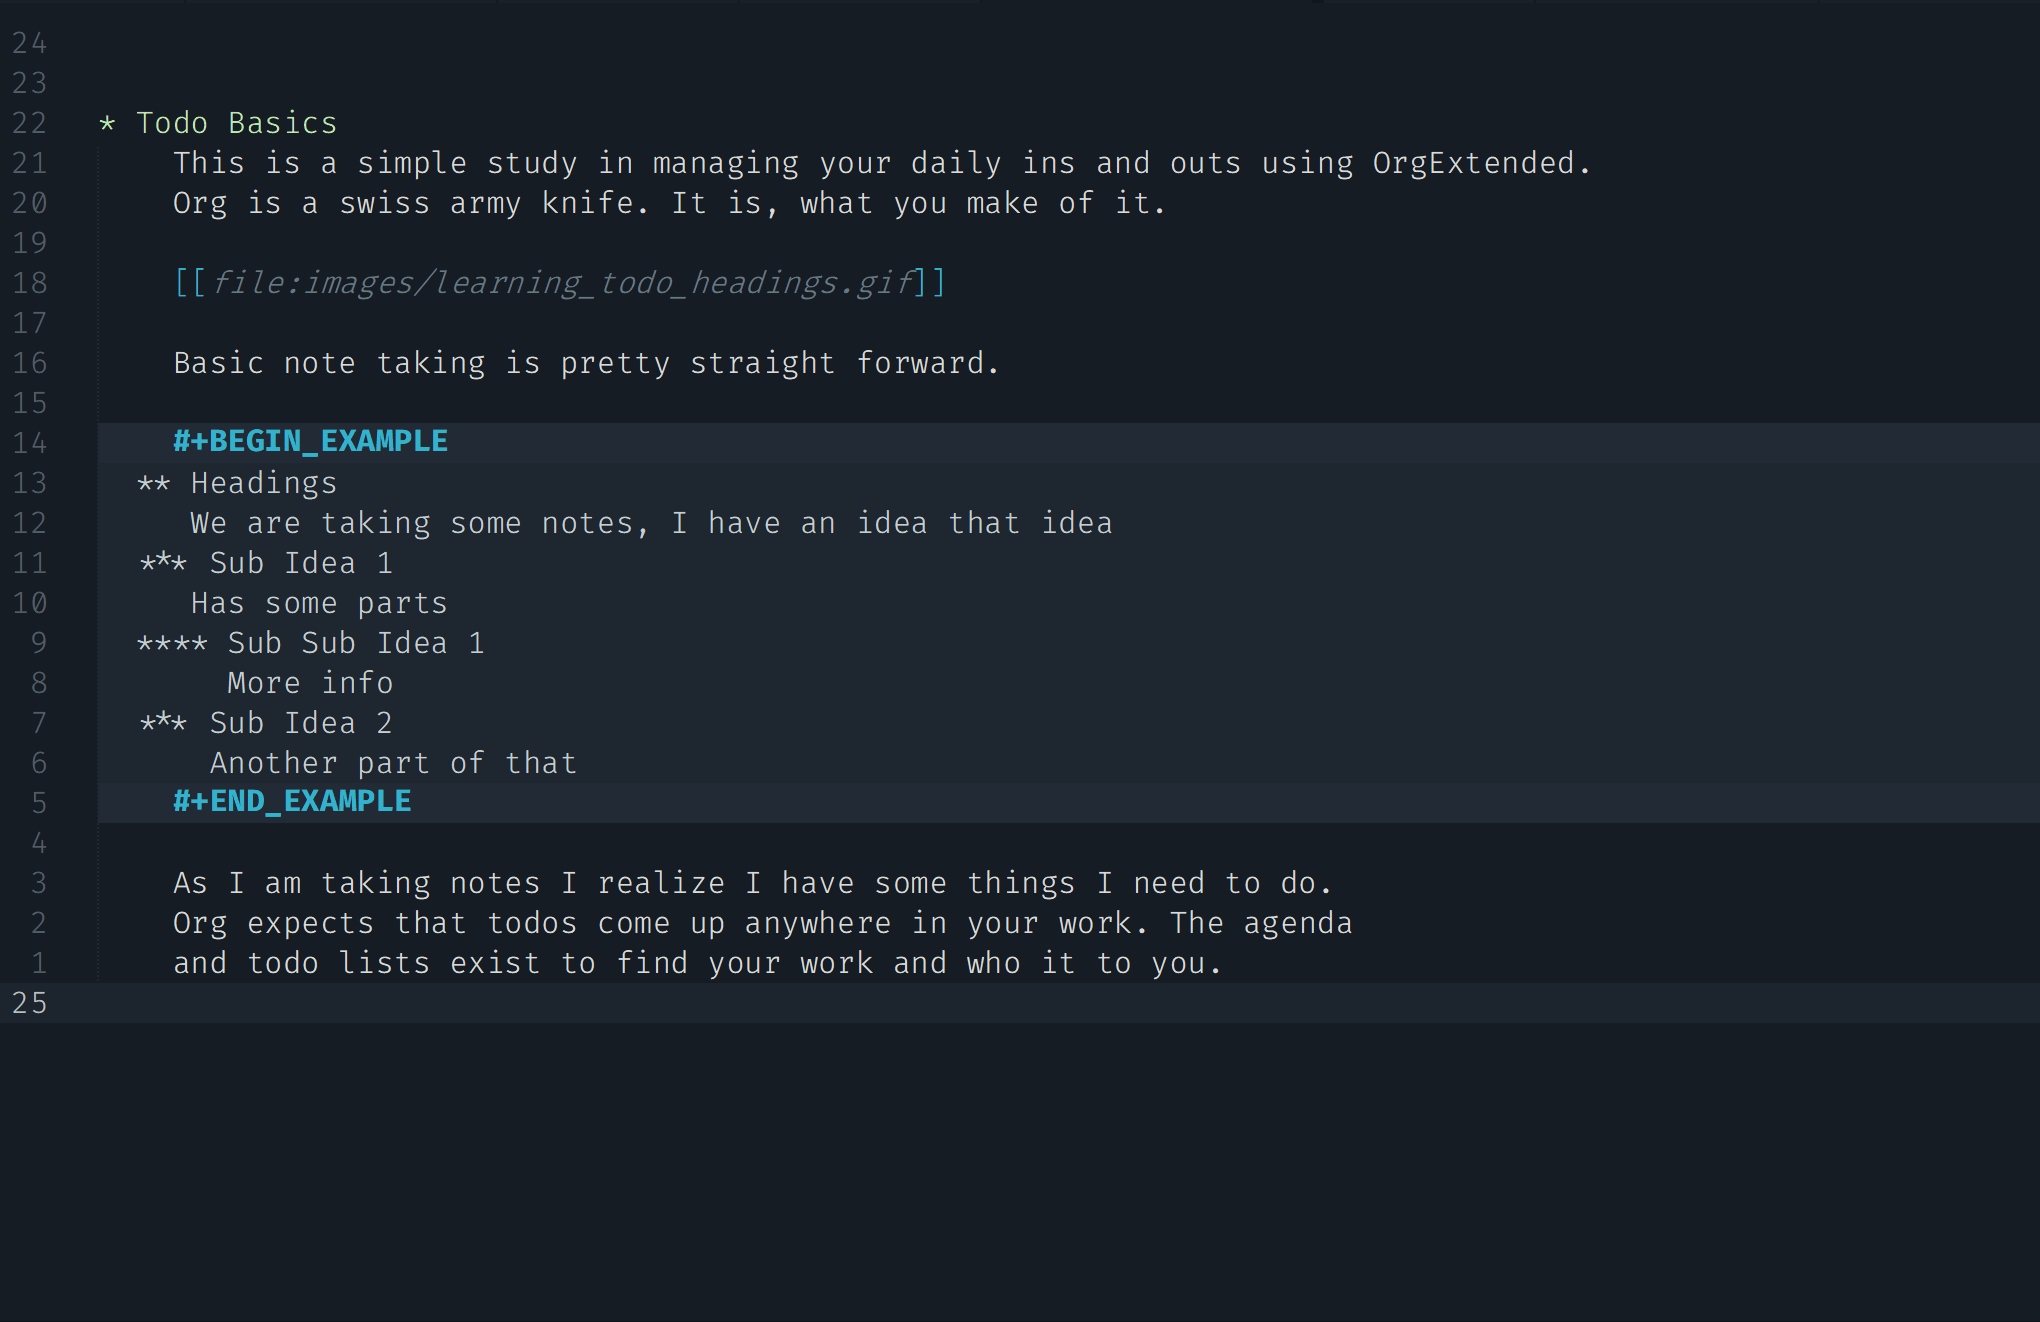 24
23
22 * Todo Basics
21 This is a simple study in managing your daily ins and outs using OrgExtended.
20 Org is a swiss army knife. It is, what you make of it.
19
18 [[file:images/learning_todo_headings.gif]]
17
16 Basic note taking is pretty straight forward.
15
14 #+BEGIN_EXAMPLE
13 ** Headings
12 We are taking some notes, I have an idea that idea
11 *** Sub Idea 1
10 Has some parts
9 **** Sub Sub Idea 1
8 More info
7 *** Sub Idea 2
6 Another part of that
5 #+END_EXAMPLE
4
3 As I am taking notes I realize I have some things I need to do.
2 Org expects that todos come up anywhere in your work. The agenda
1 and todo lists exist to find your work and who it to you.
25